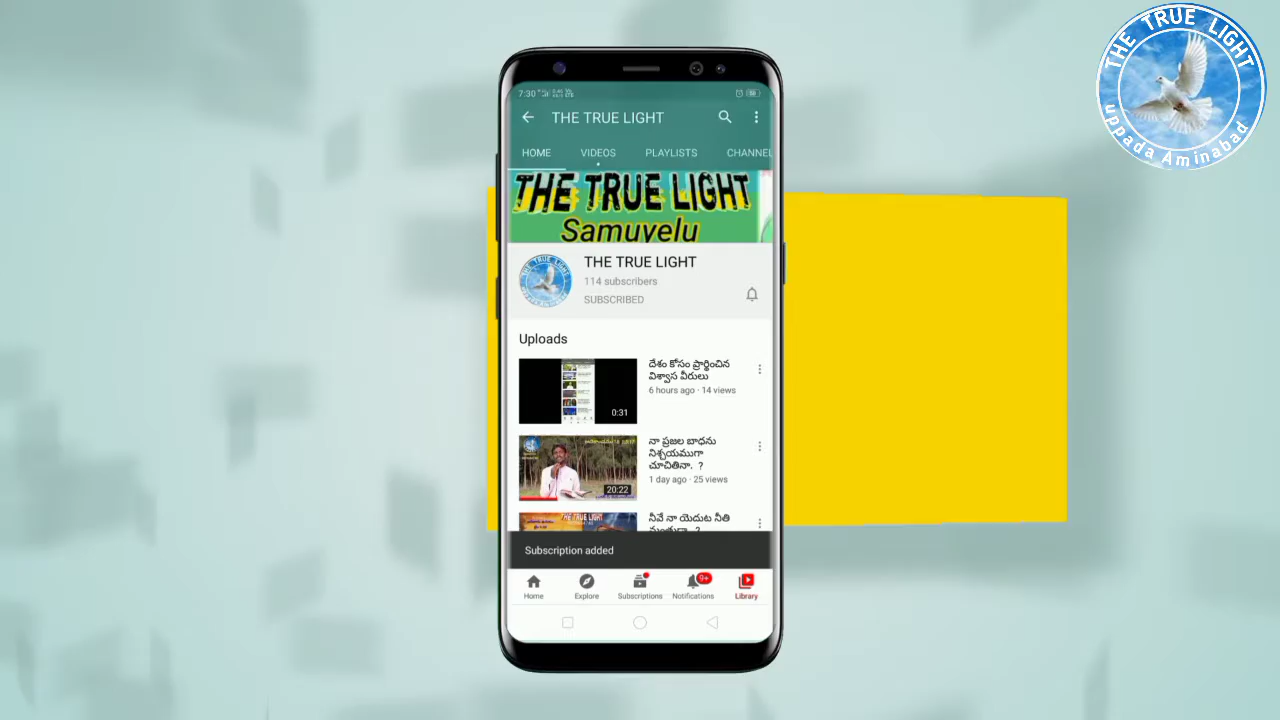 THE TRUE LIGHT
uppada Aminabad
7:30
THE TRUE LIGHT
HOME VIDEOS PLAYLISTS CHANNEL
THE TRUE LIGHT
Samuyelu
THE TRUE LIGHT
114 subscribers
SUBSCRIBED
Uploads
దేశం కోసం ప్రార్థించిన
విశ్వాస వీరులు
6 hours ago · 14 views
0:31
నా ప్రజల బాధను
నిశ్చయముగా
చూచితినా. ?
1 day ago · 25 views
20:22
నీవే నా యెదుట నీతి
THE TRUE LIGHT
Subscription added
9+
Home Explore Subscriptions Notifications Library